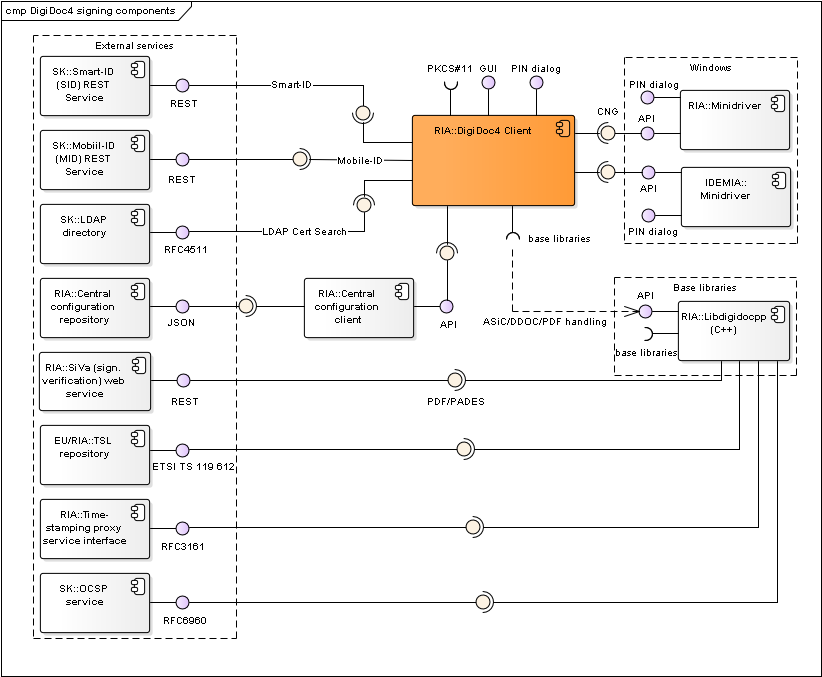 cmp DigiDoc4 signing components
External services
SK::Smart-ID
(SID) REST
Service
REST
Smart-ID
SK::Mobiil-ID
(MID) REST
Service
REST
Mobile-ID
SK::LDAP
directory
RFC4511
LDAP Cert Search
RIA::Central
configuration
repository
JSON
RIA::Central
configuration
client
API
RIA::SiVa (sign.
verification) web
service
REST
PDF/PADES
EU/RIA::TSL
repository
ETSI TS 119 612
RIA::Time-
stamping proxy
service interface
RFC3161
SK::OCSP
service
RFC6960
PKCS#11
GUI
PIN dialog
RIA::DigiDoc4 Client
CNG
base libraries
ASiC/DDOC/PDF handling
Windows
PIN dialog
API
RIA::Minidriver
API
IDEMIA::
Minidriver
PIN dialog
Base libraries
API
RIA::Libdigidocpp
(C++)
base libraries